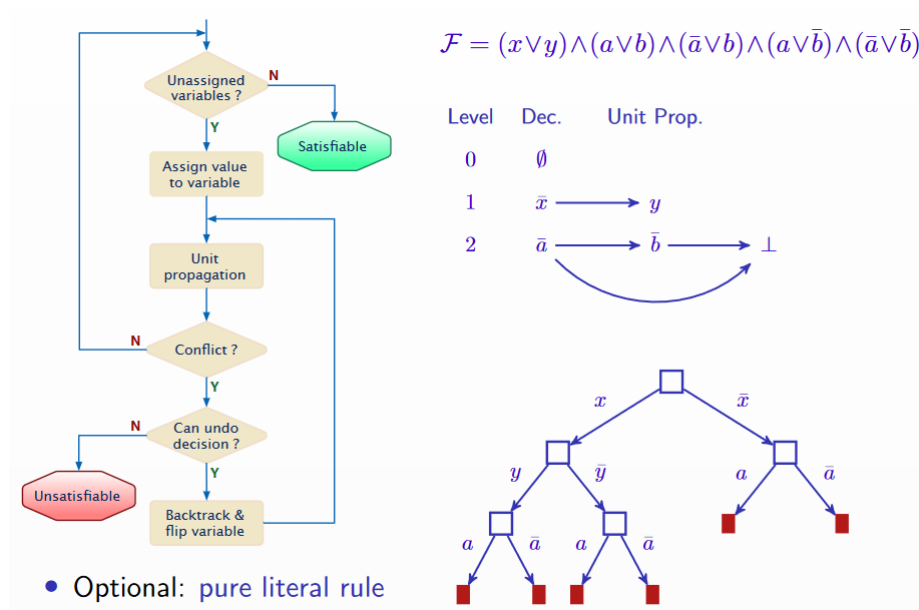 Unassigned
variables ?
N
Y
Satisfiable
Assign value
to variable
Unit
propagation
N
Conflict ?
Y
N
Can undo
decision ?
Y
Unsatisfiable
Backtrack &
flip variable
• Optional: pure literal rule
ℱ = (x∨y)∧(a∨b)∧(ā∨b)∧(a∨b̄)∧(ā∨b̄)
Level Dec. Unit Prop.
0 ∅
1 x̄ y
2 ā b̄ ⊥
x x̄
y ȳ a ā
a ā a ā